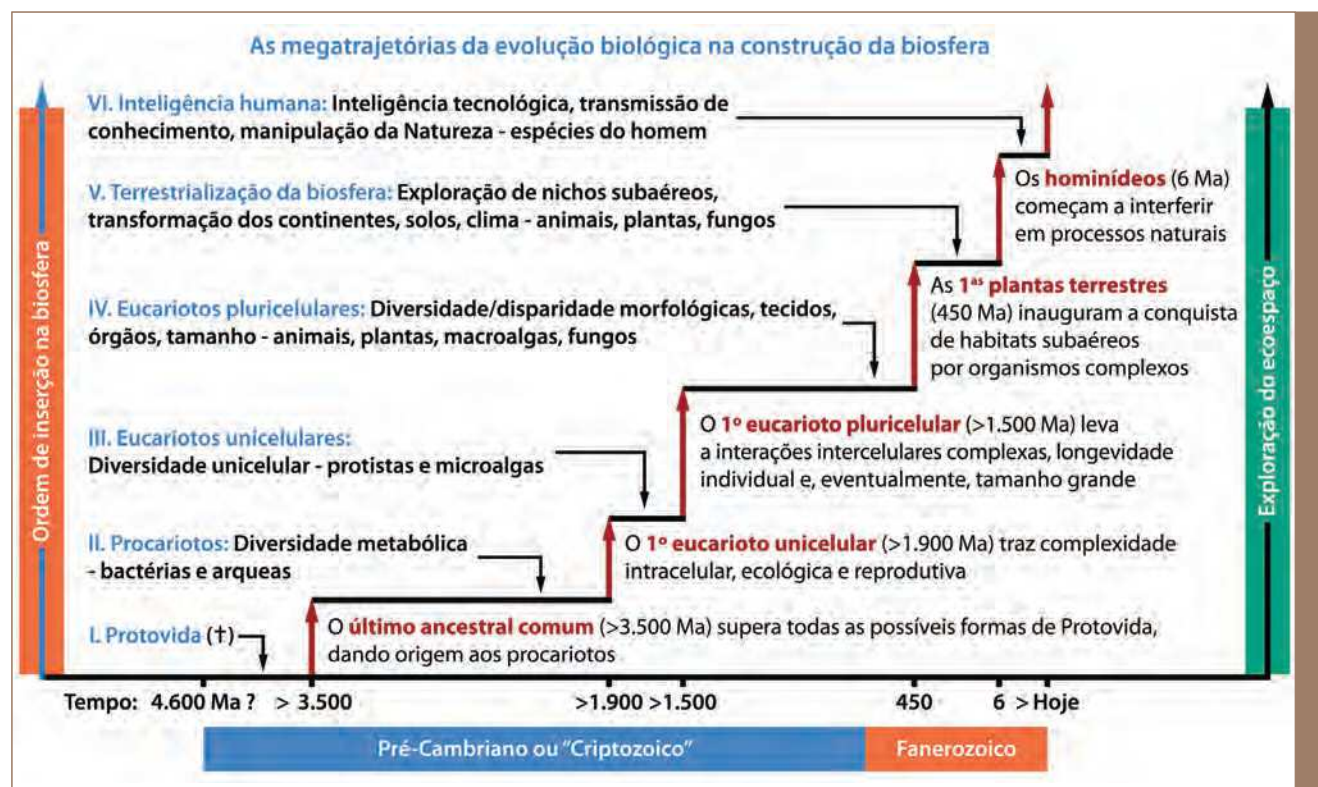 As megatrajetórias da evolução biológica na construção da biosfera
Ordem de inserção na biosfera
VI. Inteligência humana: Inteligência tecnológica, transmissão de
conhecimento, manipulação da Natureza - espécies do homem
Os hominídeos (6 Ma)
começam a interferir
em processos naturais
V. Terrestrialização da biosfera: Exploração de nichos subaéreos,
transformação dos continentes, solos, clima - animais, plantas, fungos
As 1ªˢ plantas terrestres
(450 Ma) inauguram a conquista
de habitats subaéreos
por organismos complexos
IV. Eucariotos pluricelulares: Diversidade/disparidade morfológicas, tecidos,
órgãos, tamanho - animais, plantas, macroalgas, fungos
O 1º eucarioto pluricelular (>1.500 Ma) leva
a interações intercelulares complexas, longevidade
individual e, eventualmente, tamanho grande
III. Eucariotos unicelulares:
Diversidade unicelular - protistas e microalgas
O 1º eucarioto unicelular (>1.900 Ma) traz complexidade
intracelular, ecológica e reprodutiva
II. Procariotos: Diversidade metabólica
- bactérias e arqueas
O último ancestral comum (>3.500 Ma) supera todas as possíveis formas de Protovida,
dando origem aos procariotos
I. Protovida (†)
Exploração do ecoespaço
Tempo: 4.600 Ma ? > 3.500 >1.900 >1.500 450 6 > Hoje
Pré-Cambriano ou "Criptozoico" Fanerozoico